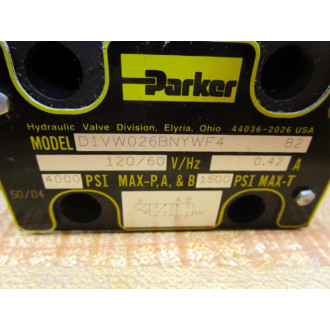 Parker
Hydraulic Valve Division, Elyria, Ohio 44036-2026 USA
MODEL D1VW026BNYWF4 82
120/60 V/Hz 0.42 A
4000 PSI MAX-P,A, & B 1500 PSI MAX-T
50/04
A B